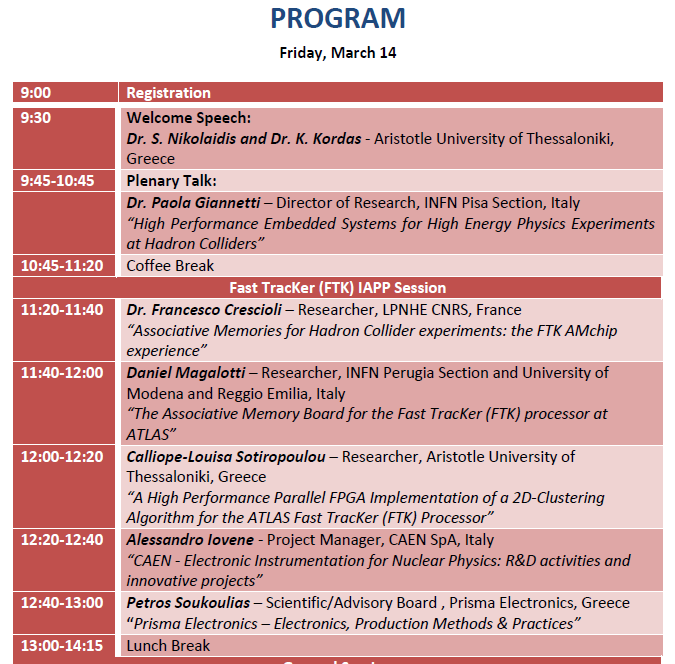 PROGRAM
Friday, March 14
9:00 Registration
9:30 Welcome Speech:
Dr. S. Nikolaidis and Dr. K. Kordas - Aristotle University of Thessaloniki,
Greece
9:45-10:45 Plenary Talk:
Dr. Paola Giannetti – Director of Research, INFN Pisa Section, Italy
“High Performance Embedded Systems for High Energy Physics Experiments
at Hadron Colliders”
10:45-11:20 Coffee Break
Fast TracKer (FTK) IAPP Session
11:20-11:40 Dr. Francesco Crescioli – Researcher, LPNHE CNRS, France
“Associative Memories for Hadron Collider experiments: the FTK AMchip
experience”
11:40-12:00 Daniel Magalotti – Researcher, INFN Perugia Section and University of
Modena and Reggio Emilia, Italy
“The Associative Memory Board for the Fast TracKer (FTK) processor at
ATLAS”
12:00-12:20 Calliope-Louisa Sotiropoulou – Researcher, Aristotle University of
Thessaloniki, Greece
“A High Performance Parallel FPGA Implementation of a 2D-Clustering
Algorithm for the ATLAS Fast TracKer (FTK) Processor”
12:20-12:40 Alessandro Iovene - Project Manager, CAEN SpA, Italy
“CAEN - Electronic Instrumentation for Nuclear Physics: R&D activities and
innovative projects”
12:40-13:00 Petros Soukoulias – Scientific/Advisory Board , Prisma Electronics, Greece
“Prisma Electronics – Electronics, Production Methods & Practices”
13:00-14:15 Lunch Break